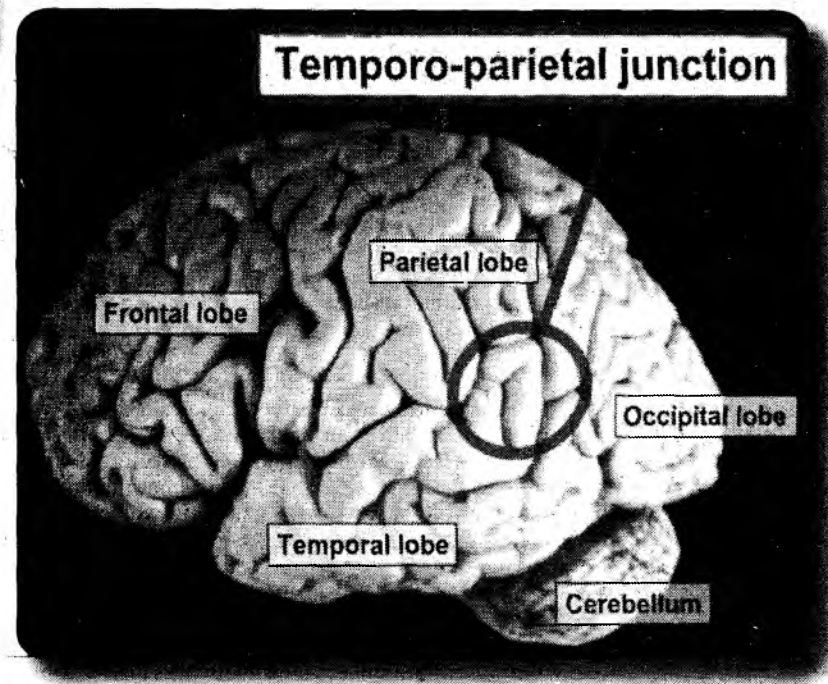 Temporo-parietal junction
Parietal lobe
Frontal lobe
Occipital lobe
Temporal lobe
Cerebellum